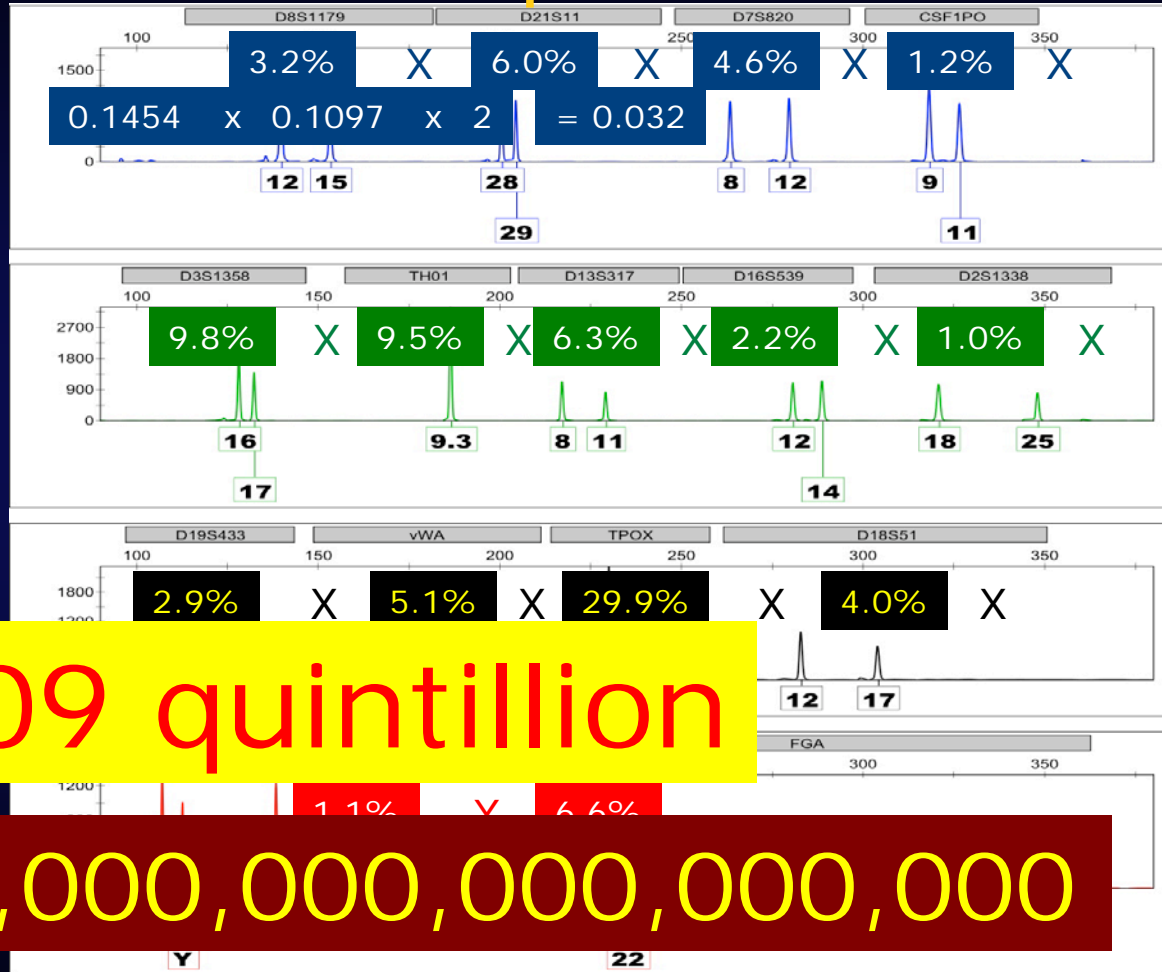 D8S1179 D21S11 D7S820 CSF1PO
100 250 300 350
3.2% X 6.0% X 4.6% X 1.2% X
1500
0.1454 x 0.1097 x 2 = 0.032
0
12 15 28 8 12 9
29 11
D3S1358 TH01 D13S317 D16S539 D2S1338
100 150 200 250 300 350
2700
9.8% X 9.5% X 6.3% X 2.2% X 1.0% X
1800
900
0
16 9.3 8 11 12 18 25
17 14
D19S433 vWA TPOX D18S51
100 150 200 250 300 350
1800
2.9% X 5.1% X 29.9% X 4.0% X
1200
09 quintillion
12 17
FGA
300 350
1200
1.1% X 6.6%
,000,000,000,000,000
Y 22